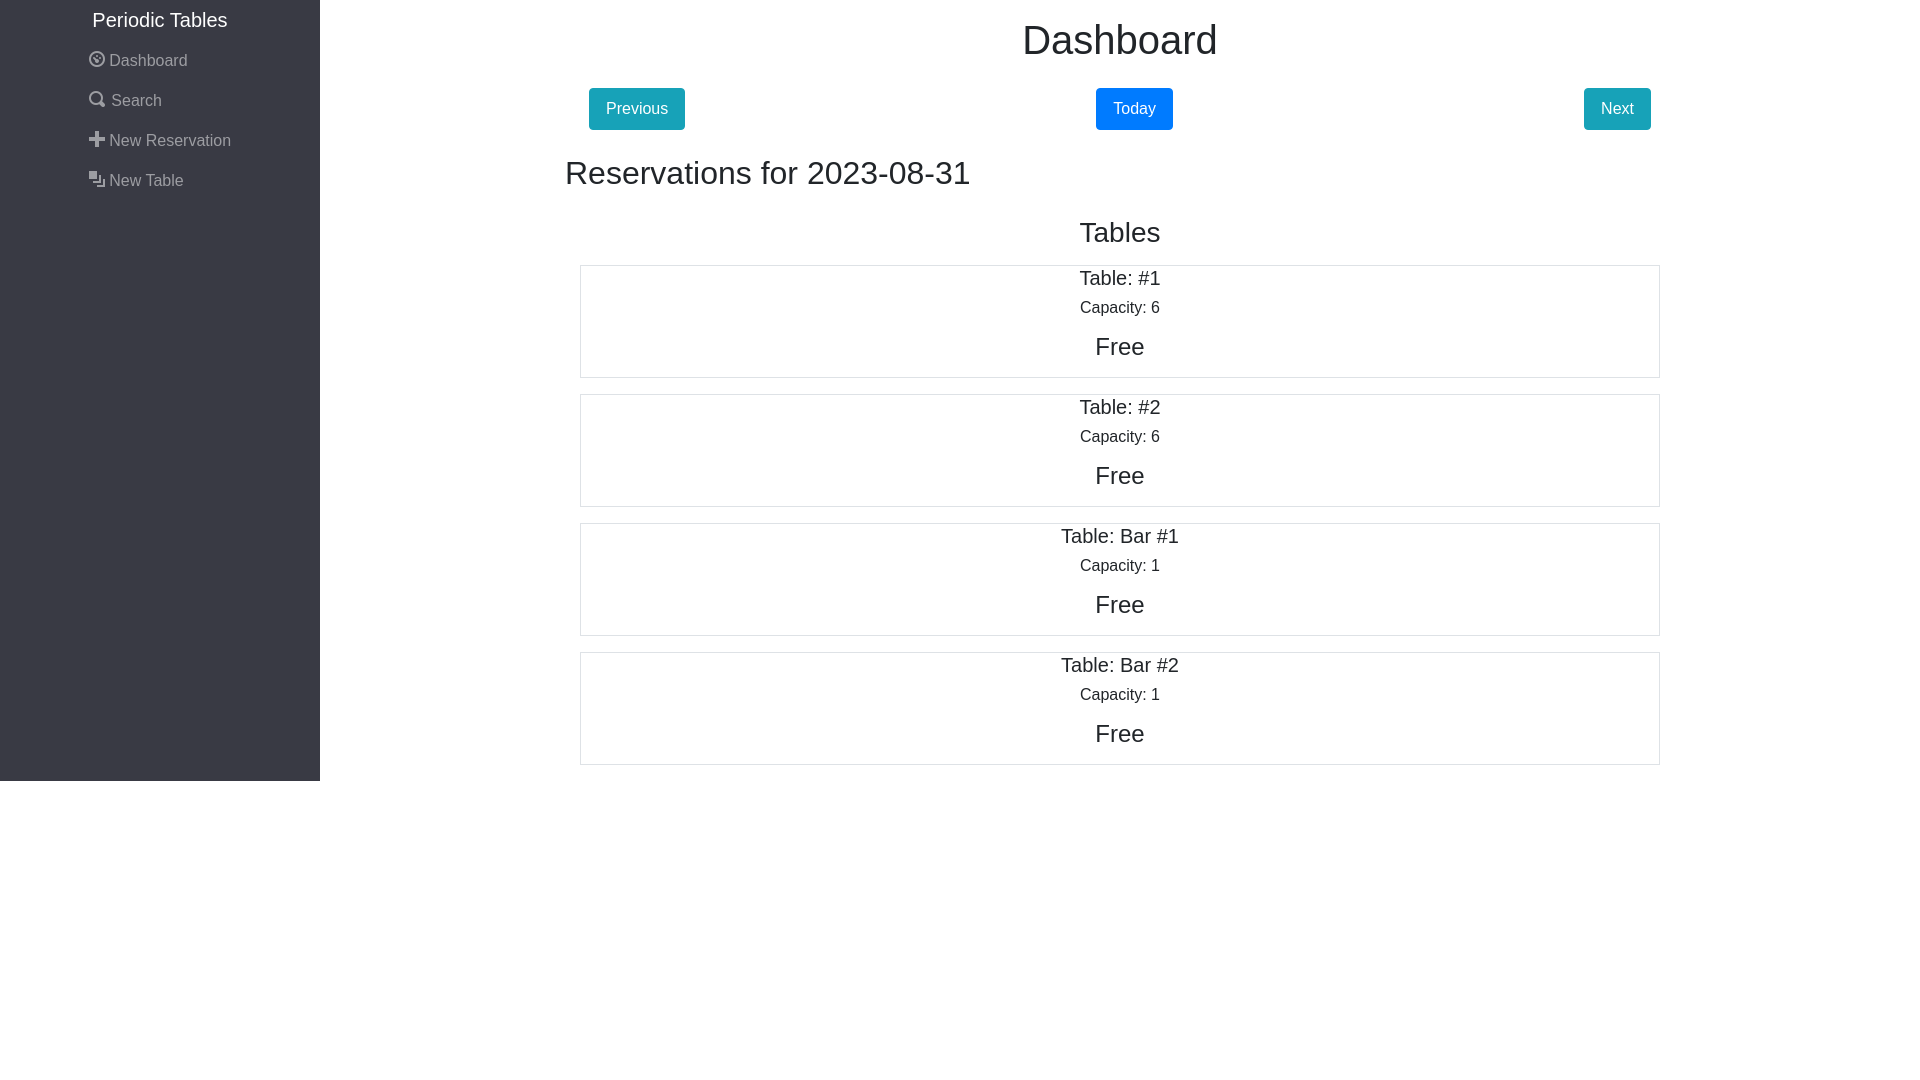 Periodic Tables
Dashboard
Search
New Reservation
New Table
Dashboard
Previous Today Next
Reservations for 2023-08-31
Tables
Table: #1
Capacity: 6
Free
Table: #2
Capacity: 6
Free
Table: Bar #1
Capacity: 1
Free
Table: Bar #2
Capacity: 1
Free